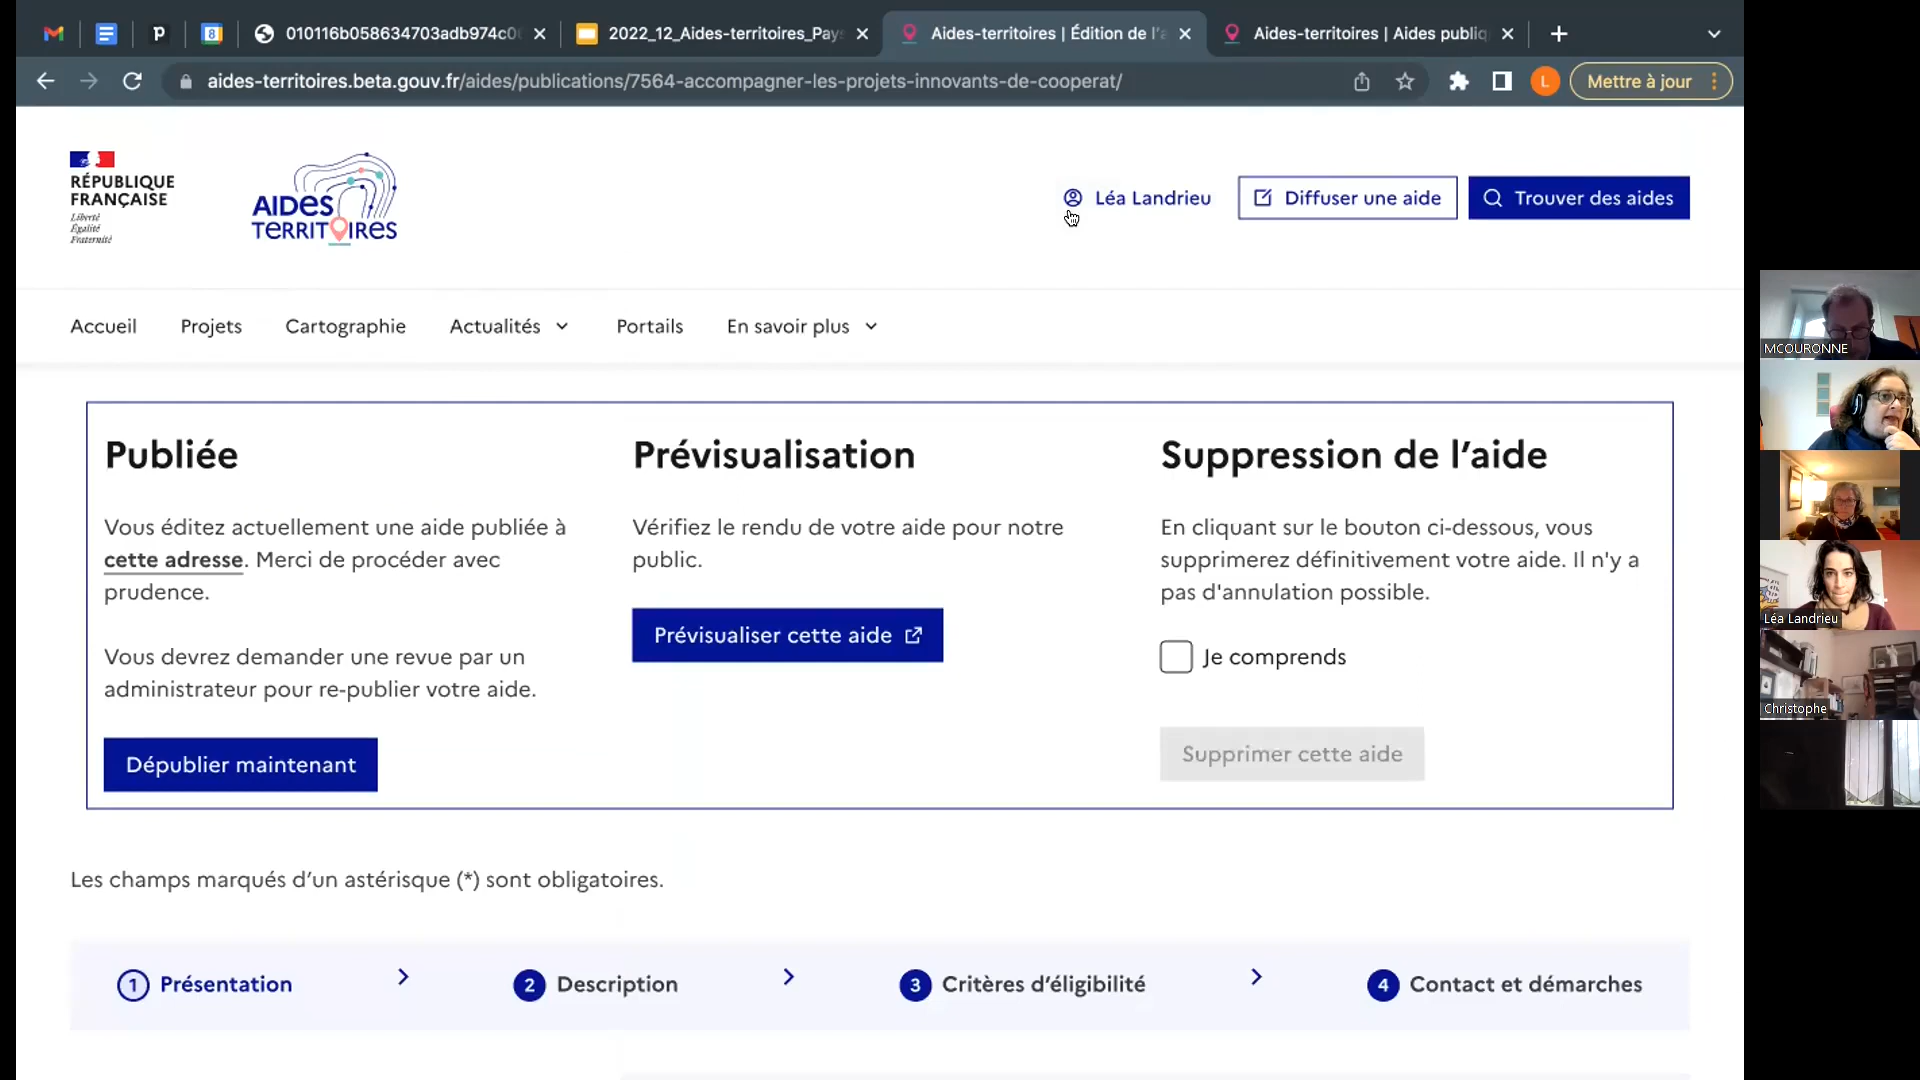 010116b058634703adb974c0
2022_12_Aides-territoires_Pay
Aides-territoires | Édition de l'a
Aides-territoires | Aides publiq
aides-territoires.beta.gouv.fr/aides/publications/7564-accompagner-les-projets-innovants-de-cooperat/
L
Mettre à jour
RÉPUBLIQUE
FRANÇAISE
Liberté
Égalité
Fraternité
AIDES
TERRITOIRES
Léa Landrieu
Diffuser une aide
Trouver des aides
Accueil
Projets
Cartographie
Actualités
Portails
En savoir plus
Publiée
Vous éditez actuellement une aide publiée à
cette adresse. Merci de procéder avec
prudence.
Vous devrez demander une revue par un
administrateur pour re-publier votre aide.
Dépublier maintenant
Prévisualisation
Vérifiez le rendu de votre aide pour notre
public.
Prévisualiser cette aide
Suppression de l’aide
En cliquant sur le bouton ci-dessous, vous
supprimerez définitivement votre aide. Il n'y a
pas d'annulation possible.
Je comprends
Supprimer cette aide
Les champs marqués d’un astérisque (*) sont obligatoires.
1 Présentation
2 Description
3 Critères d’éligibilité
4 Contact et démarches
MCOURONNE
Léa Landrieu
Christophe